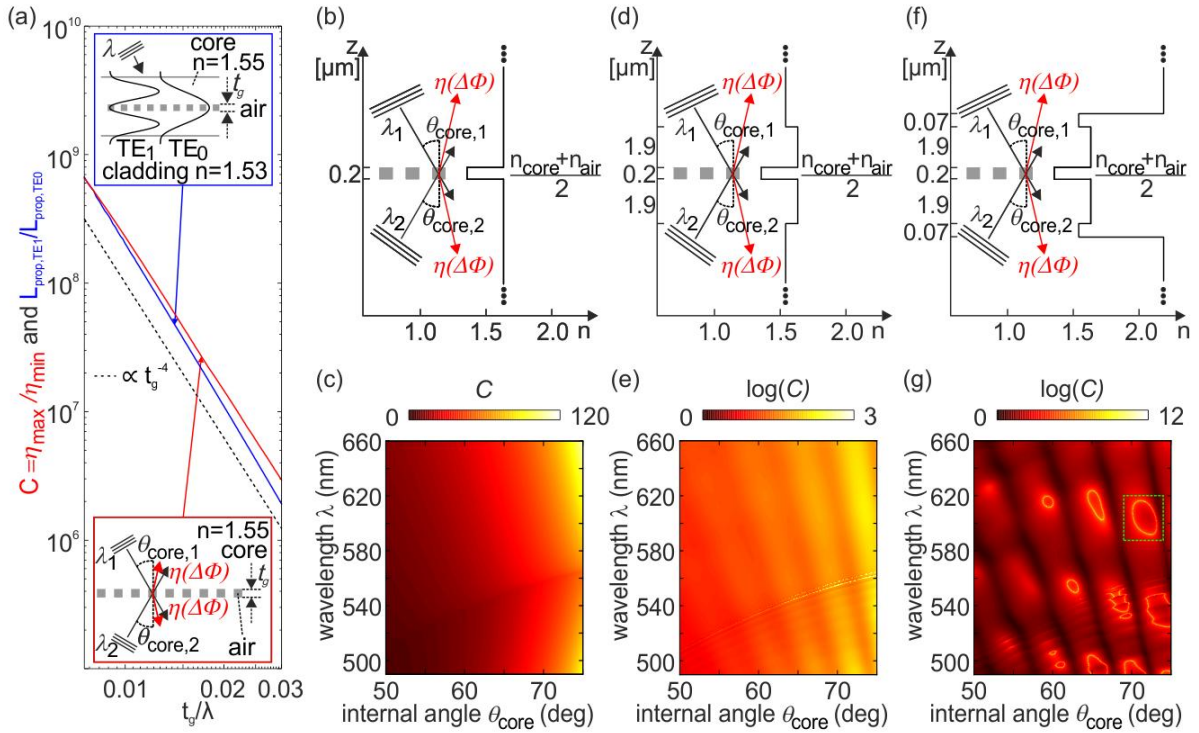 (a)
C = η_max / η_min and L_prop,TE1 / L_prop,TE0
10^10
10^9
10^8
10^7
10^6
λ
core
n=1.55
t_g
air
TE_1 TE_0
cladding n=1.53
∝ t_g^-4
n=1.55
core
λ_1
θ_core,1
η(ΔΦ)
η(ΔΦ)
λ_2
θ_core,2
t_g
air
0.01 0.02 0.03
t_g/λ
(b)
z
[μm]
η(ΔΦ)
λ_1
θ_core,1
0.2
n_core+n_air
2
λ_2
θ_core,2
η(ΔΦ)
1.0 1.5 2.0 n
(c)
C
0 120
wavelength λ (nm)
660
620
580
540
500
50 60 70
internal angle θ_core (deg)
(d)
z
[μm]
η(ΔΦ)
λ_1
θ_core,1
1.9
0.2
1.9
n_core+n_air
2
λ_2
θ_core,2
η(ΔΦ)
1.0 1.5 2.0 n
(e)
log(C)
0 3
wavelength λ (nm)
660
620
580
540
500
50 60 70
internal angle θ_core (deg)
(f)
z
[μm]
η(ΔΦ)
0.07
λ_1
θ_core,1
1.9
0.2
1.9
n_core+n_air
2
λ_2
θ_core,2
0.07
η(ΔΦ)
1.0 1.5 2.0 n
(g)
log(C)
0 12
wavelength λ (nm)
660
620
580
540
500
50 60 70
internal angle θ_core (deg)